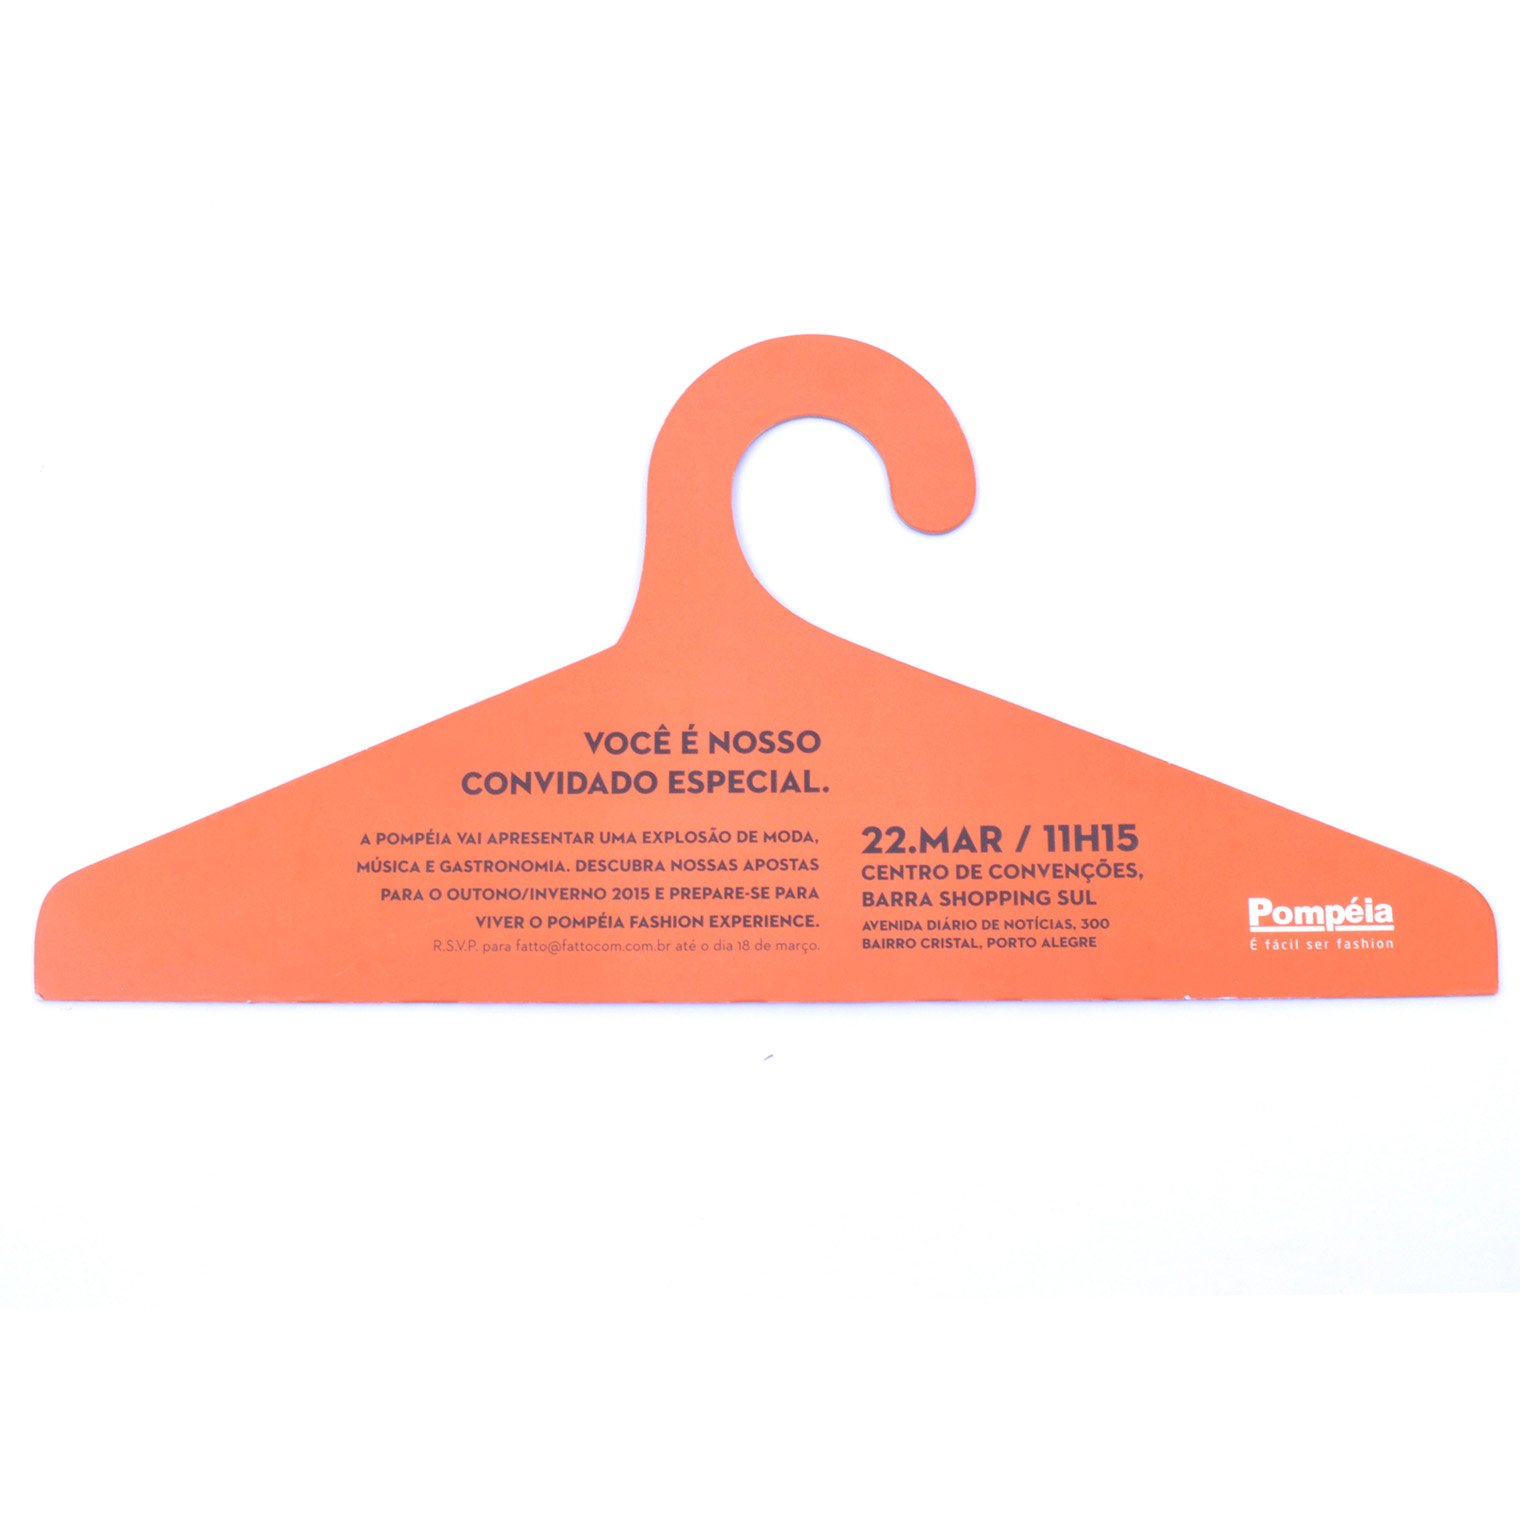 VOCÊ É NOSSO
CONVIDADO ESPECIAL.
A POMPÉIA VAI APRESENTAR UMA EXPLOSÃO DE MODA,
MÚSICA E GASTRONOMIA. DESCUBRA NOSSAS APOSTAS
PARA O OUTONO/INVERNO 2015 E PREPARE-SE PARA
VIVER O POMPÉIA FASHION EXPERIENCE.
R.S.V.P. para fatto@fattocom.com.br até o dia 18 de março.
22.MAR / 11H15
CENTRO DE CONVENÇÕES,
BARRA SHOPPING SUL
AVENIDA DIÁRIO DE NOTÍCIAS, 300
BAIRRO CRISTAL, PORTO ALEGRE
Pompéia
É fácil ser fashion